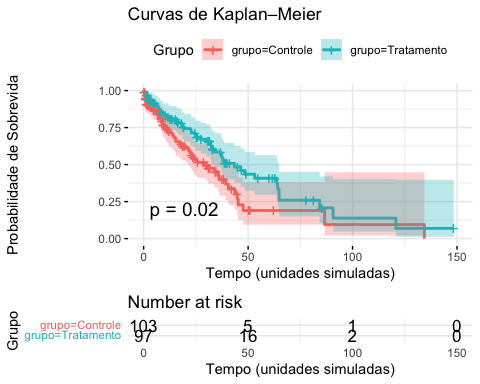 Curvas de Kaplan–Meier
Grupo grupo=Controle grupo=Tratamento
Probabilidade de Sobrevida
1.00
0.75
0.50
0.25
0.00
p = 0.02
0 50 100 150
Tempo (unidades simuladas)
Number at risk
Grupo
grupo=Controle 103 5 1 0
grupo=Tratamento 97 16 2 0
0 50 100 150
Tempo (unidades simuladas)